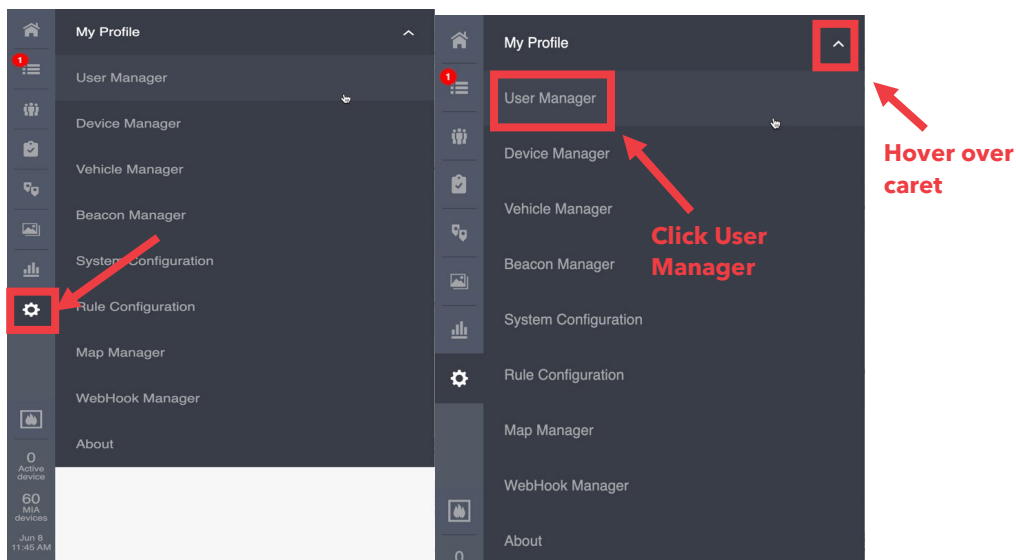 My Profile
1
User Manager
Device Manager
Vehicle Manager
Beacon Manager
System Configuration
Rule Configuration
Map Manager
WebHook Manager
About
0
Active
device
60
MIA
devices
Jun 8
11:45 AM
My Profile
1
User Manager
Device Manager
Vehicle Manager
Beacon Manager
System Configuration
Rule Configuration
Map Manager
WebHook Manager
About
0
Click User
Manager
Hover over
caret